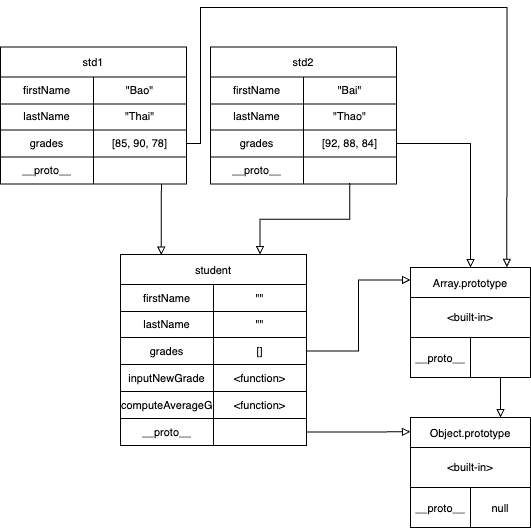 std1
firstName "Bao"
lastName "Thai"
grades [85, 90, 78]
__proto__
std2
firstName "Bai"
lastName "Thao"
grades [92, 88, 84]
__proto__
student
firstName ""
lastName ""
grades []
inputNewGrade <function>
computeAverageG <function>
__proto__
Array.prototype
<built-in>
__proto__
Object.prototype
<built-in>
__proto__ null